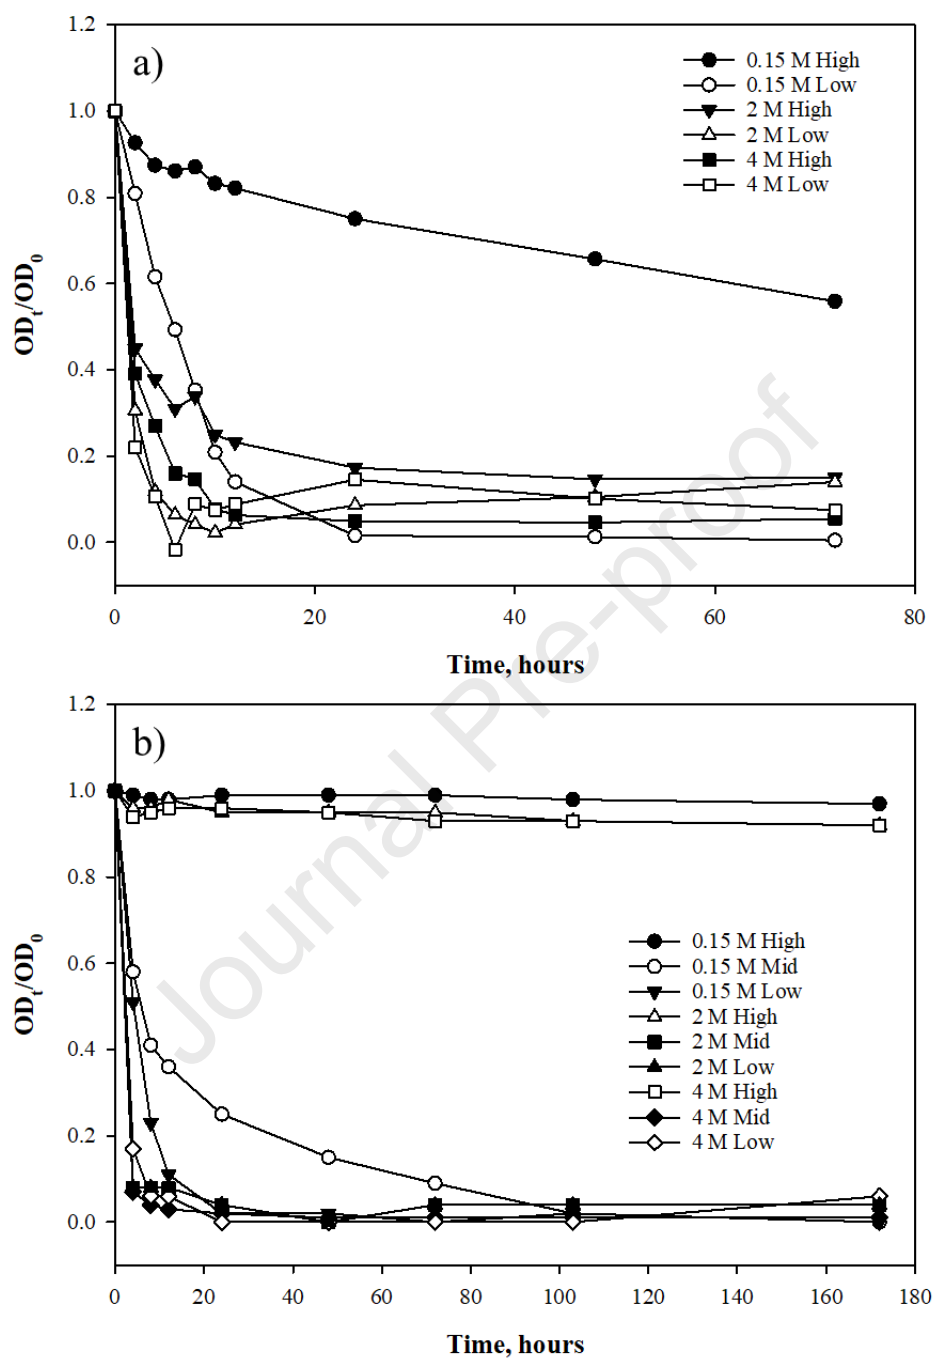 a)
1.2
1.0
0.8
0.6
0.4
0.2
0.0
ODt/OD0
0.15 M High
0.15 M Low
2 M High
2 M Low
4 M High
4 M Low
0 20 40 60 80
Time, hours
b)
1.2
1.0
0.8
0.6
0.4
0.2
0.0
ODt/OD0
0.15 M High
0.15 M Mid
0.15 M Low
2 M High
2 M Mid
2 M Low
4 M High
4 M Mid
4 M Low
0 20 40 60 80 100 120 140 160 180
Time, hours
Journal Pre-proof